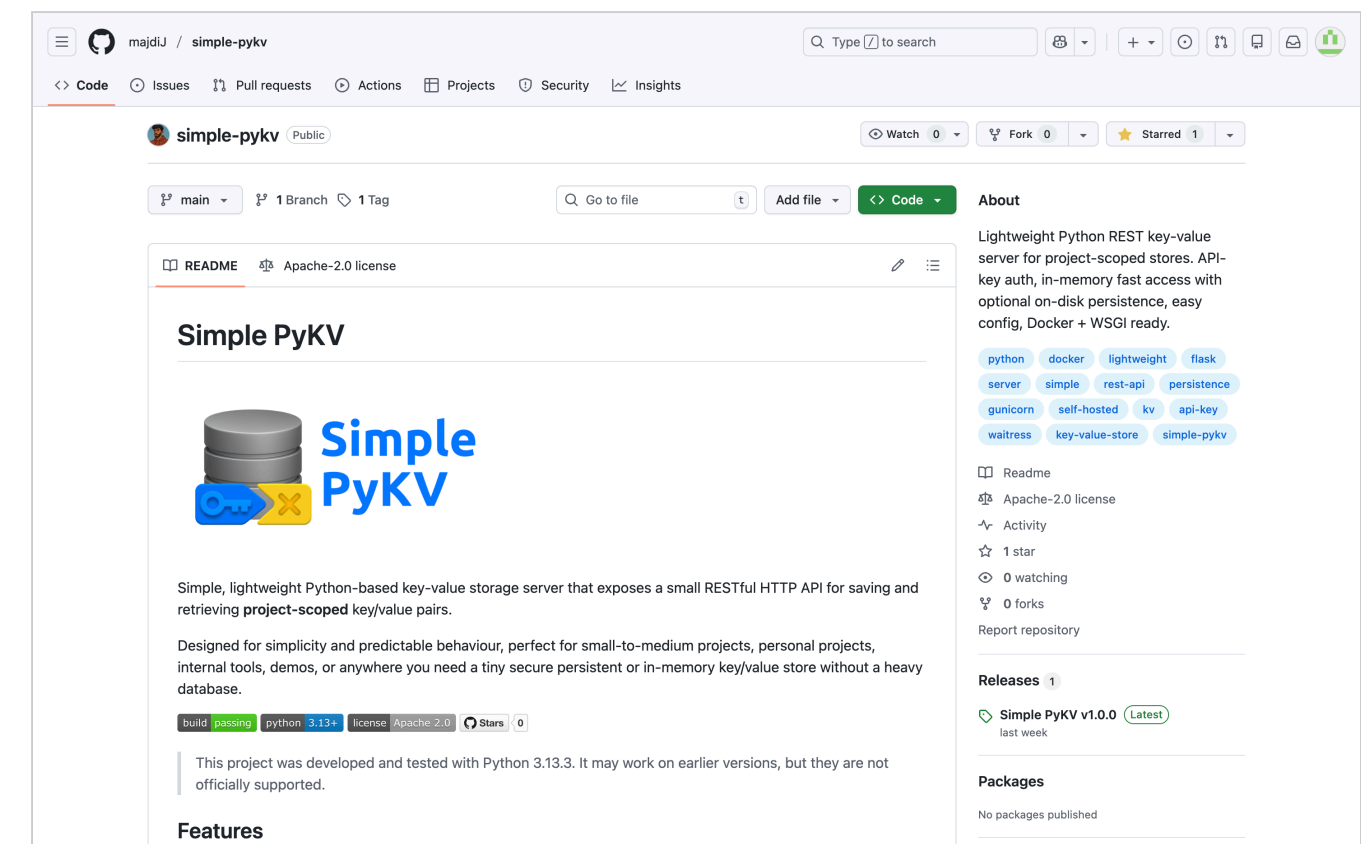 majdiJ / simple-pykv
Type / to search
Code Issues Pull requests Actions Projects Security Insights
simple-pykv Public
Watch 0 Fork 0 Starred 1
main 1 Branch 1 Tag
Go to file t Add file Code
README Apache-2.0 license
Simple PyKV
Simple
PyKV
Simple, lightweight Python-based key-value storage server that exposes a small RESTful HTTP API for saving and
retrieving project-scoped key/value pairs.
Designed for simplicity and predictable behaviour, perfect for small-to-medium projects, personal projects,
internal tools, demos, or anywhere you need a tiny secure persistent or in-memory key/value store without a heavy
database.
build passing python 3.13+ license Apache 2.0 Stars 0
This project was developed and tested with Python 3.13.3. It may work on earlier versions, but they are not
officially supported.
Features
About
Lightweight Python REST key-value
server for project-scoped stores. API-
key auth, in-memory fast access with
optional on-disk persistence, easy
config, Docker + WSGI ready.
python docker lightweight flask
server simple rest-api persistence
gunicorn self-hosted kv api-key
waitress key-value-store simple-pykv
Readme
Apache-2.0 license
Activity
1 star
0 watching
0 forks
Report repository
Releases 1
Simple PyKV v1.0.0 Latest
last week
Packages
No packages published